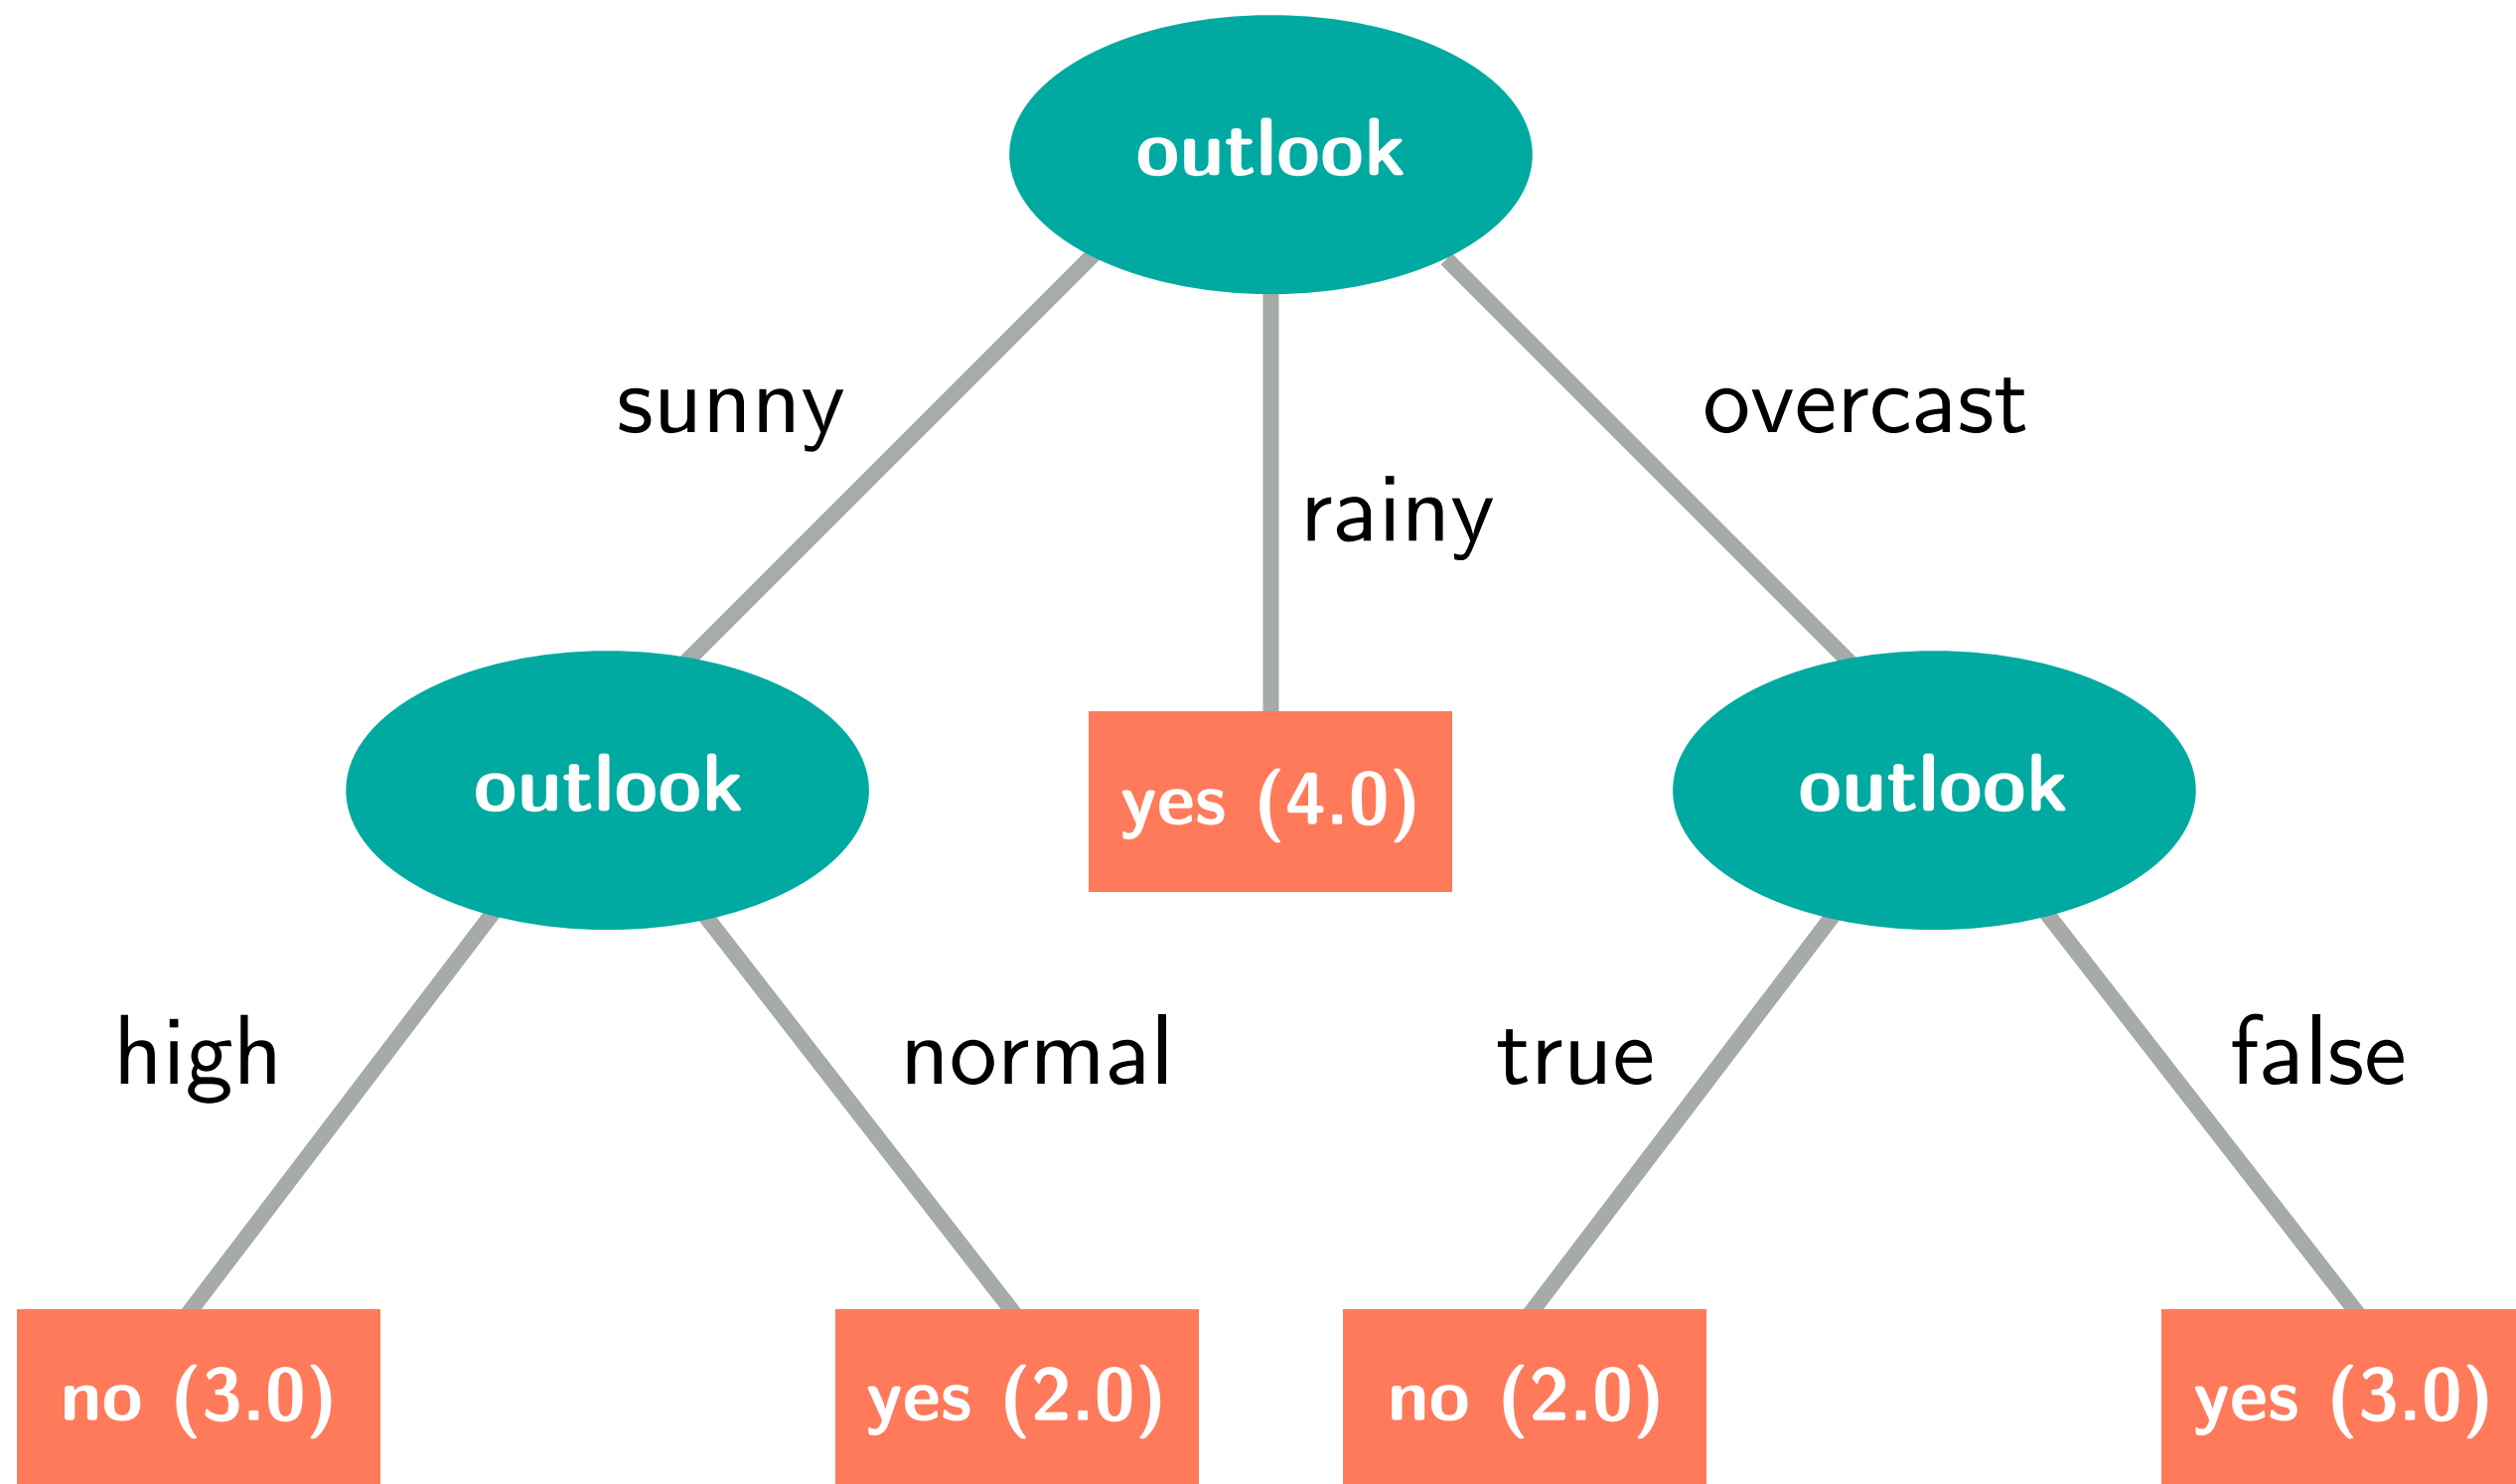 outlook
sunny
overcast
rainy
outlook
yes (4.0)
outlook
high
normal
true
false
no (3.0)
yes (2.0)
no (2.0)
yes (3.0)